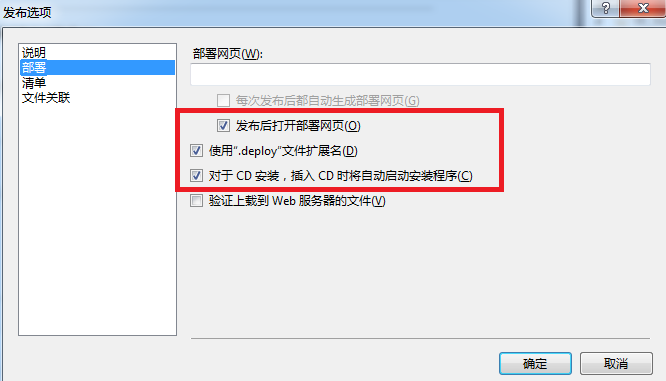 发布选项
说明
部署
清单
文件关联
部署网页(W):
每次发布后都自动生成部署网页(G)
发布后打开部署网页(O)
使用“.deploy”文件扩展名(D)
对于 CD 安装，插入 CD 时将自动启动安装程序(C)
验证上载到 Web 服务器的文件(V)
确定
取消